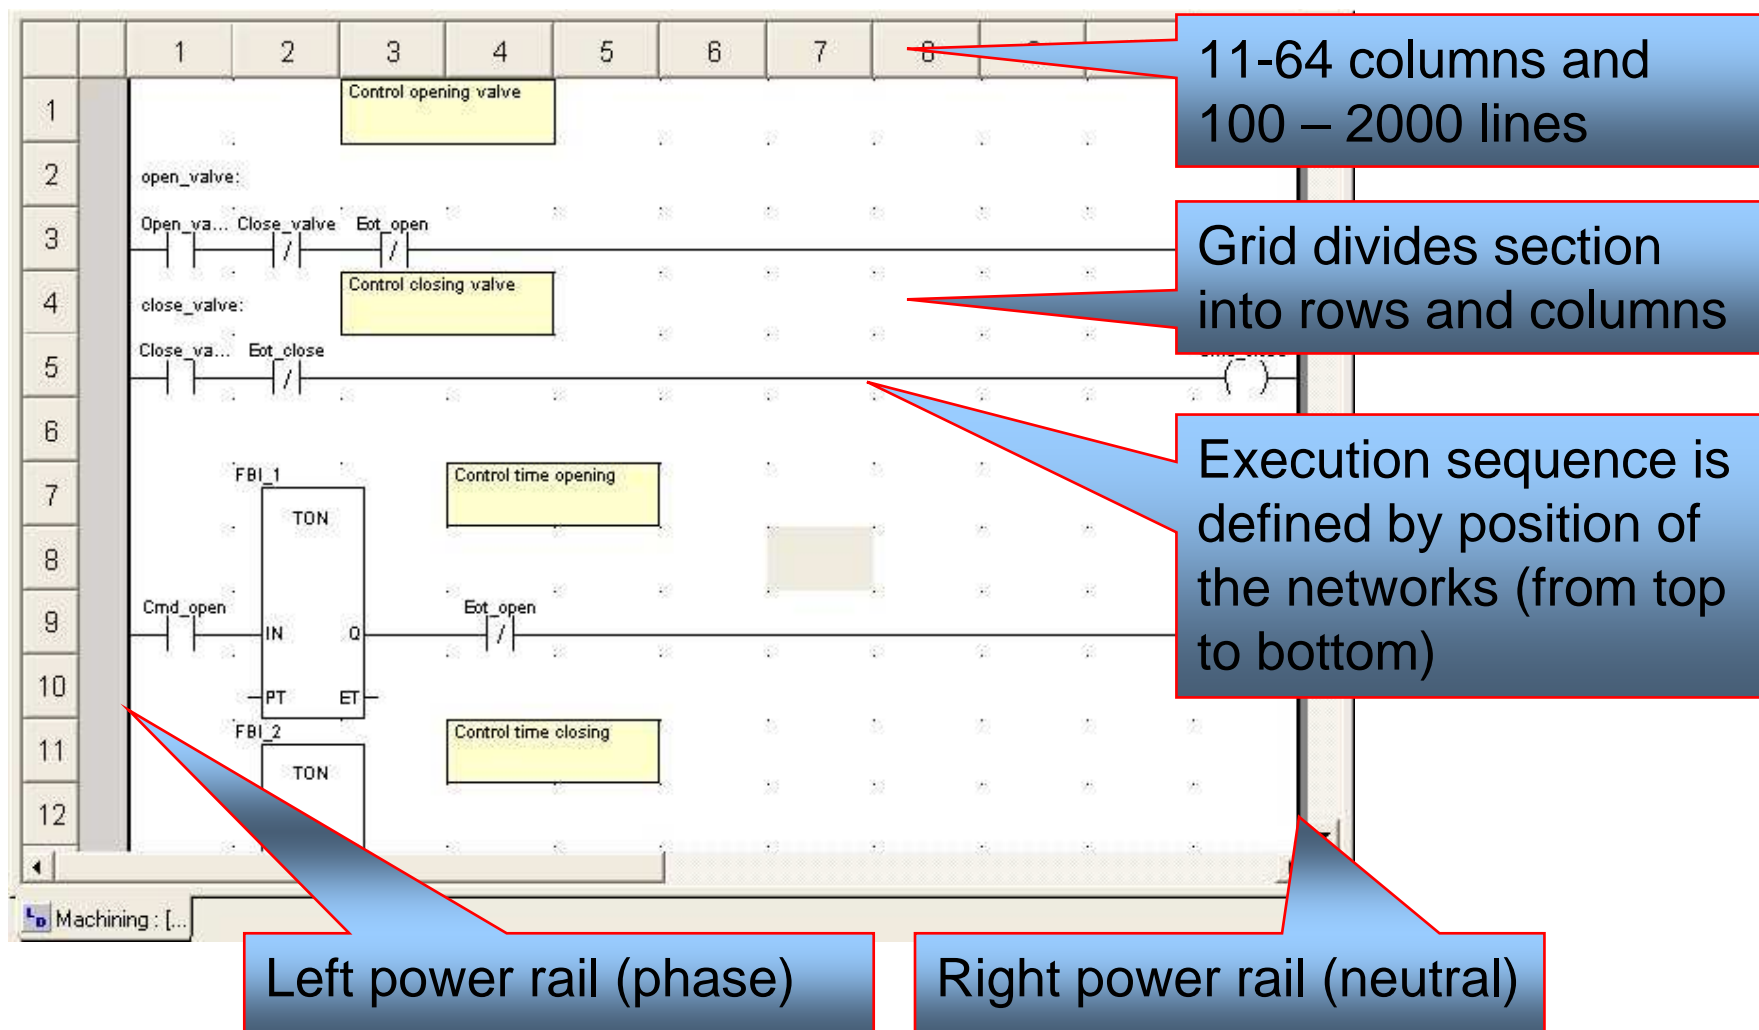 1 2 3 4 5 6 7 8
11-64 columns and
100 – 2000 lines
1
Control opening valve
2
open_valve:
Open_va... Close_valve Eot_open
3
Grid divides section
into rows and columns
Control closing valve
4
close_valve:
Close_va... Eot_close
5
6
Execution sequence is
defined by position of
the networks (from top
to bottom)
FBI_1
Control time opening
7
TON
8
Cmd_open
Eot_open
9
IN Q
10
PT ET
FBI_2
Control time closing
11
TON
12
LD Machining : [...
Left power rail (phase)
Right power rail (neutral)